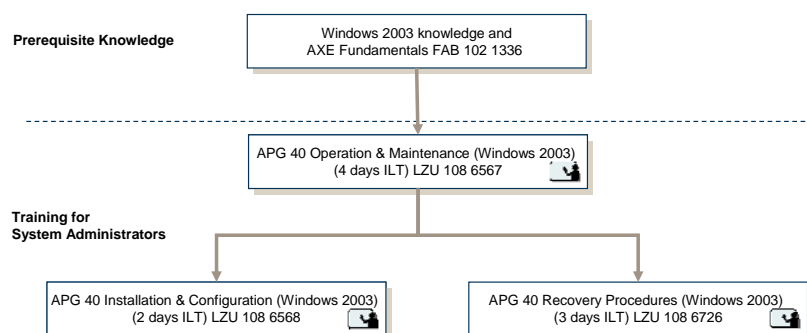 Prerequisite Knowledge
Windows 2003 knowledge and
AXE Fundamentals FAB 102 1336
APG 40 Operation & Maintenance (Windows 2003)
(4 days ILT) LZU 108 6567
Training for
System Administrators
APG 40 Installation & Configuration (Windows 2003)
(2 days ILT) LZU 108 6568
APG 40 Recovery Procedures (Windows 2003)
(3 days ILT) LZU 108 6726